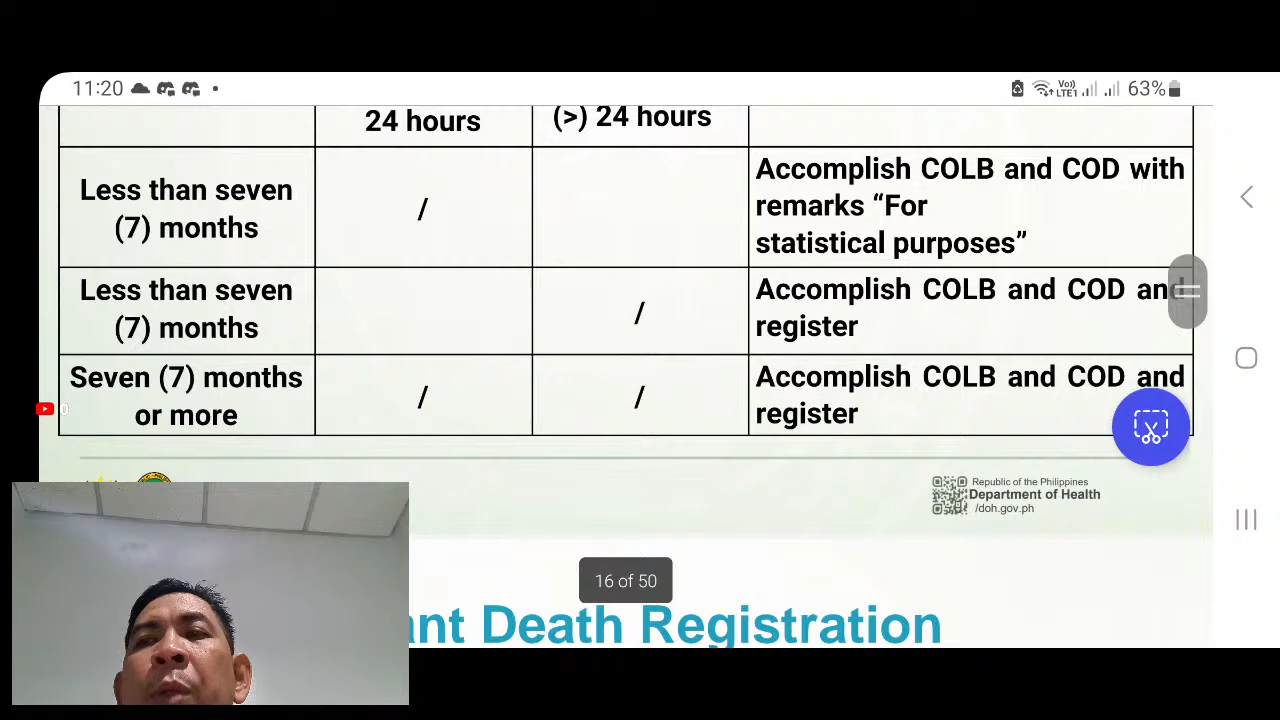 11:20
Vo))
LTE1
63%
24 hours
(>) 24 hours
Less than seven
(7) months
/
Accomplish COLB and COD with
remarks “For
statistical purposes”
Less than seven
(7) months
/
Accomplish COLB and COD and
register
Seven (7) months
or more
/
/
Accomplish COLB and COD and
register
0
Republic of the Philippines
Department of Health
/doh.gov.ph
16 of 50
ant Death Registration